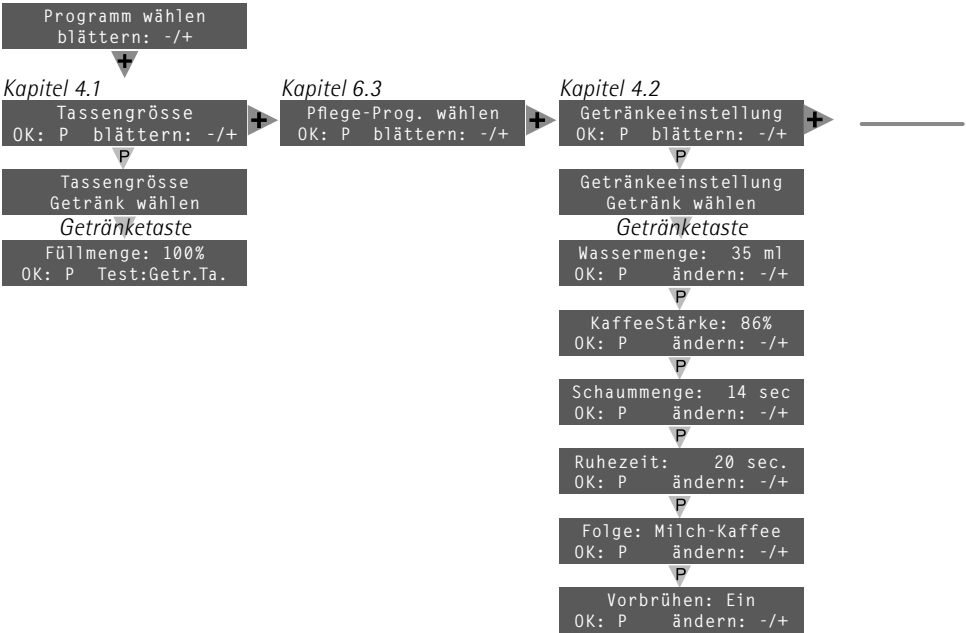 Programm wählen
blättern: -/+
+
Kapitel 4.1
Tassengrösse
OK: P blättern: -/+
+
P
Tassengrösse
Getränk wählen
Getränketaste
Füllmenge: 100%
OK: P Test:Getr.Ta.
Kapitel 6.3
Pflege-Prog. wählen
OK: P blättern: -/+
+
Kapitel 4.2
Getränkeeinstellung
OK: P blättern: -/+
+
P
Getränkeeinstellung
Getränk wählen
Getränketaste
Wassermenge: 35 ml
OK: P ändern: -/+
P
KaffeeStärke: 86%
OK: P ändern: -/+
P
Schaummenge: 14 sec
OK: P ändern: -/+
P
Ruhezeit: 20 sec.
OK: P ändern: -/+
P
Folge: Milch-Kaffee
OK: P ändern: -/+
P
Vorbrühen: Ein
OK: P ändern: -/+